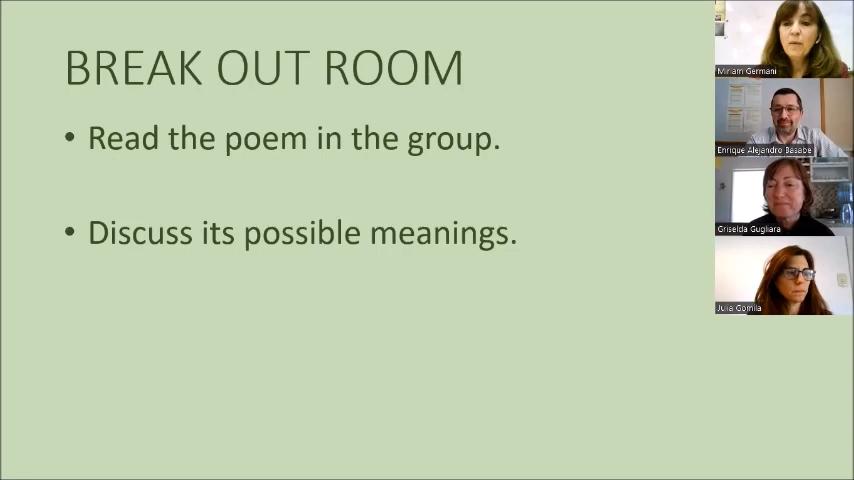 BREAK OUT ROOM
• Read the poem in the group.
• Discuss its possible meanings.
Miriam Germani
Enrique Alejandro Basabe
Griselda Gugliara
Julia Gomila